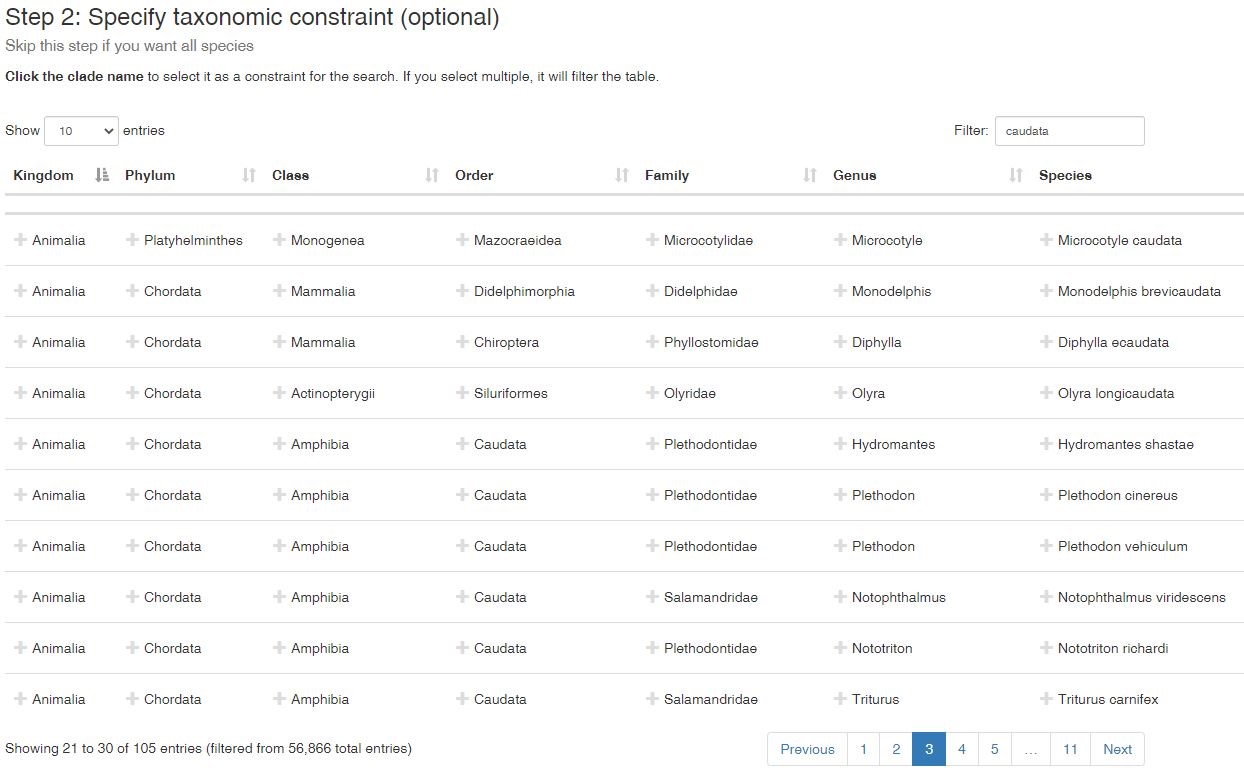 Step 2: Specify taxonomic constraint (optional)
Skip this step if you want all species
Click the clade name to select it as a constraint for the search. If you select multiple, it will filter the table.
Show 10 entries Filter: caudata
Kingdom Phylum Class Order Family Genus Species
Animalia Platyhelminthes Monogenea Mazocraeidea Microcotylidae Microcotyle Microcotyle caudata
Animalia Chordata Mammalia Didelphimorphia Didelphidae Monodelphis Monodelphis brevicaudata
Animalia Chordata Mammalia Chiroptera Phyllostomidae Diphylla Diphylla ecaudata
Animalia Chordata Actinopterygii Siluriformes Olyridae Olyra Olyra longicaudata
Animalia Chordata Amphibia Caudata Plethodontidae Hydromantes Hydromantes shastae
Animalia Chordata Amphibia Caudata Plethodontidae Plethodon Plethodon cinereus
Animalia Chordata Amphibia Caudata Plethodontidae Plethodon Plethodon vehiculum
Animalia Chordata Amphibia Caudata Salamandridae Notophthalmus Notophthalmus viridescens
Animalia Chordata Amphibia Caudata Plethodontidae Nototriton Nototriton richardi
Animalia Chordata Amphibia Caudata Salamandridae Triturus Triturus carnifex
Showing 21 to 30 of 105 entries (filtered from 56,866 total entries) Previous 1 2 3 4 5 … 11 Next